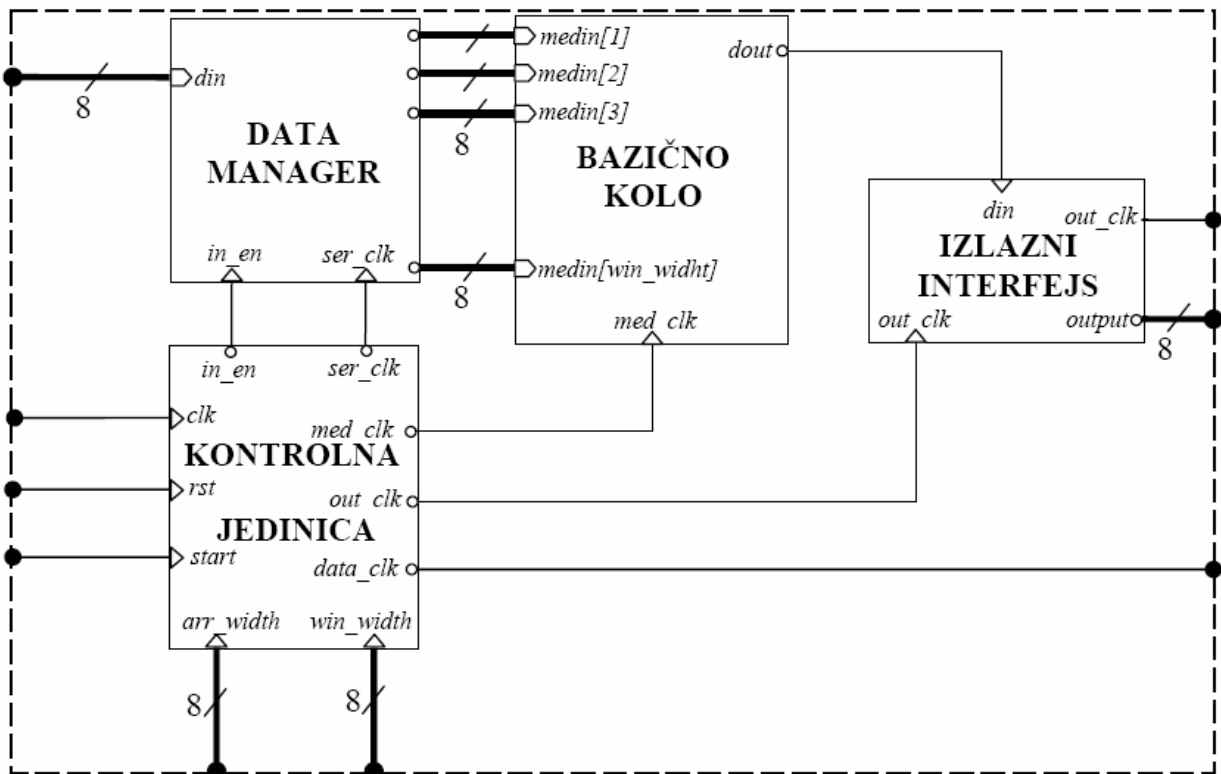 din
8
DATA
MANAGER
in_en
ser_clk
8
8
medin[1]
medin[2]
medin[3]
BAZIČNO
KOLO
medin[win_widht]
med_clk
dout
din
out_clk
IZLAZNI
INTERFEJS
out_clk
output
8
in_en
ser_clk
clk
med_clk
KONTROLNA
rst
out_clk
JEDINICA
start
data_clk
arr_width
win_width
8
8